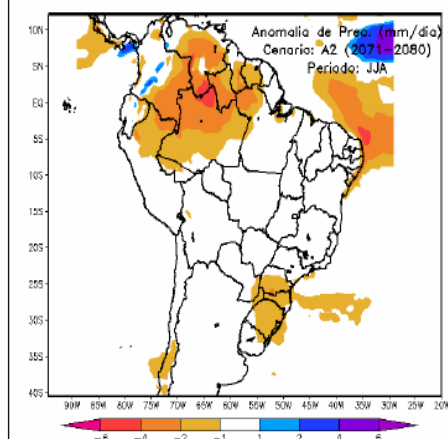 Anomalia de Prec. (mm/dia)
Cenario: A2 (2071-2080)
Periodo: JJA
10N
5N
EQ
5S
10S
15S
20S
25S
30S
35S
40S
90W 85W 80W 75W 70W 65W 60W 55W 50W 45W 40W 35W 30W 25W 20W
-6 -4 -2 -1 1 2 4 6